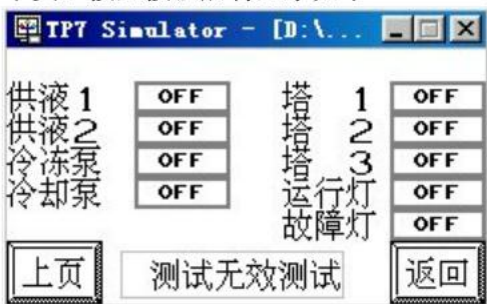 TP7 Simulator - [D:\...
供液1 OFF 塔 1 OFF
供液2 OFF 塔 2 OFF
冷冻泵 OFF 塔 3 OFF
冷却泵 OFF 运行灯 OFF
故障灯 OFF
上页 测试无效测试 返回